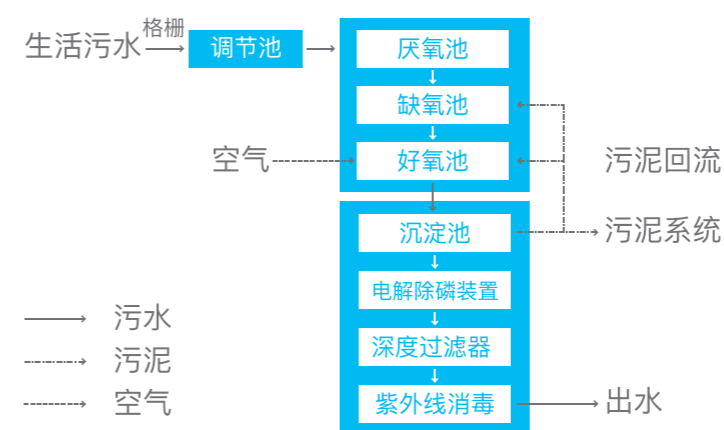 格栅
生活污水
调节池
厌氧池
缺氧池
空气
好氧池
污泥回流
沉淀池
污泥系统
电解除磷装置
污水
深度过滤器
污泥
紫外线消毒
出水
空气